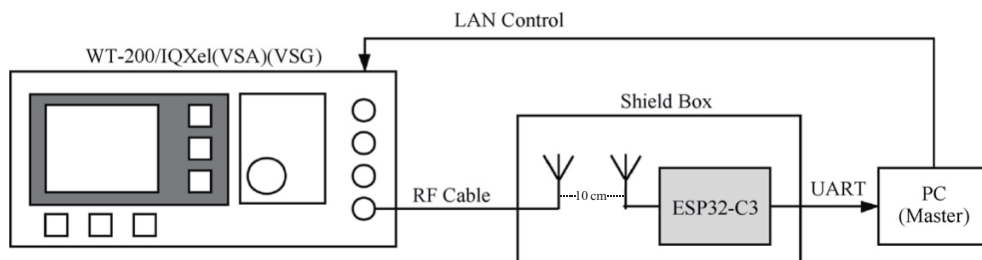 LAN Control
WT-200/IQXel(VSA)(VSG)
Shield Box
RF Cable
10 cm
ESP32-C3
UART
PC
(Master)